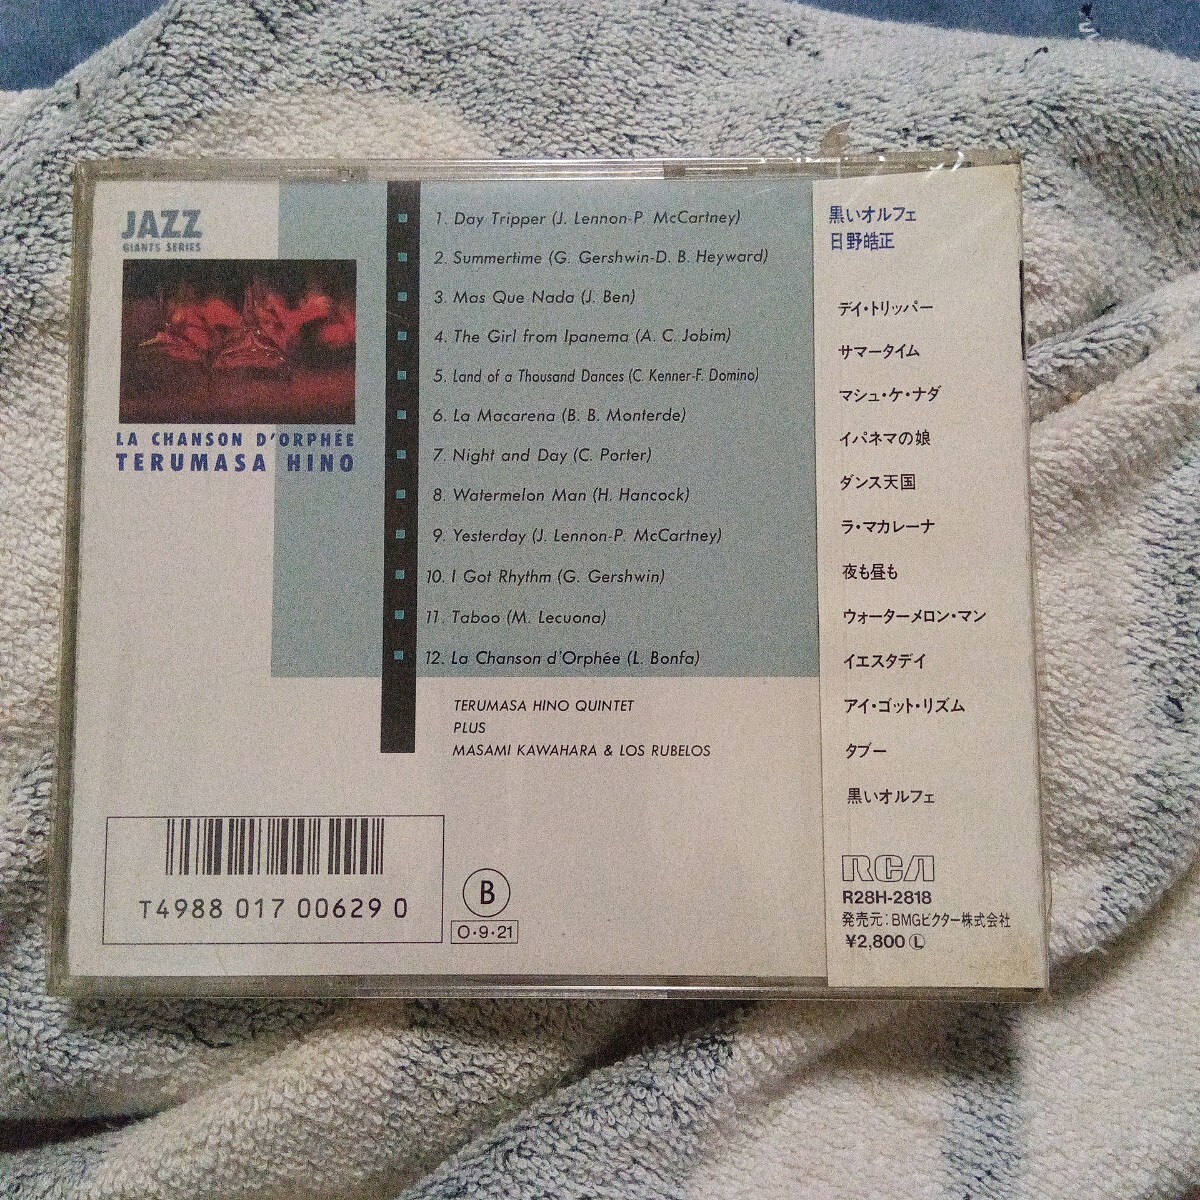 JAZZ
GIANTS SERIES
LA CHANSON D'ORPHÉE
TERUMASA HINO
1. Day Tripper (J. Lennon-P. McCartney)
2. Summertime (G. Gershwin-D. B. Heyward)
3. Mas Que Nada (J. Ben)
4. The Girl from Ipanema (A. C. Jobim)
5. Land of a Thousand Dances (C. Kenner-F. Domino)
6. La Macarena (B. B. Monterde)
7. Night and Day (C. Porter)
8. Watermelon Man (H. Hancock)
9. Yesterday (J. Lennon-P. McCartney)
10. I Got Rhythm (G. Gershwin)
11. Taboo (M. Lecuona)
12. La Chanson d'Orphée (L. Bonfa)
TERUMASA HINO QUINTET
PLUS
MASAMI KAWAHARA & LOS RUBELOS
T4988 017 00629 0
B
O·9·21
黒いオルフェ
日野皓正
デイ・トリッパー
サマータイム
マシュ・ケ・ナダ
イパネマの娘
ダンス天国
ラ・マカレーナ
夜も昼も
ウォーターメロン・マン
イエスタデイ
アイ・ゴット・リズム
タブー
黒いオルフェ
RCA
R28H-2818
発売元:BMGビクター株式会社
¥2,800 Ⓛ